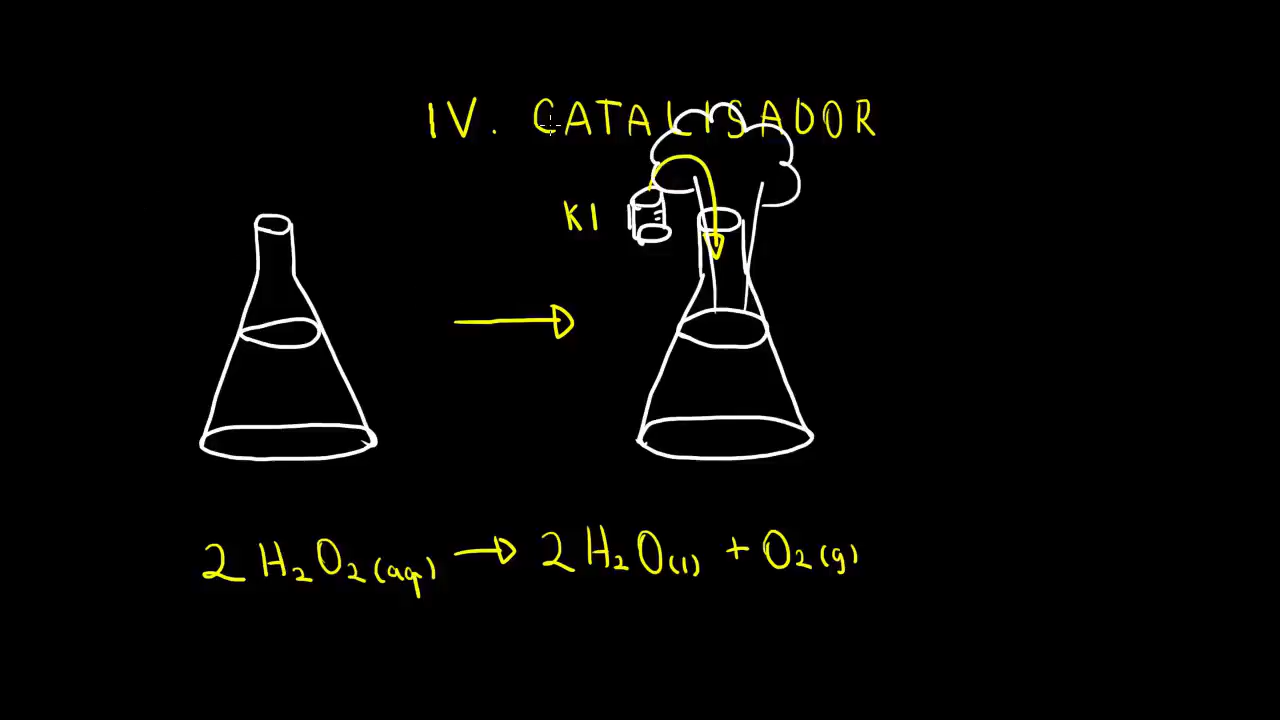 IV. CATALISADOR
KI
2 H₂O₂(aq) → 2 H₂O(l) + O₂(g)